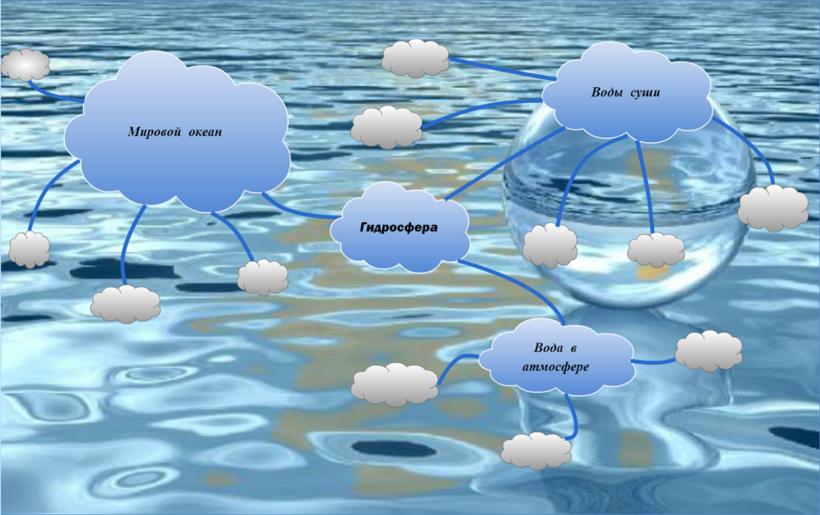 Мировой океан
Воды суши
Гидросфера
Вода в
атмосфере